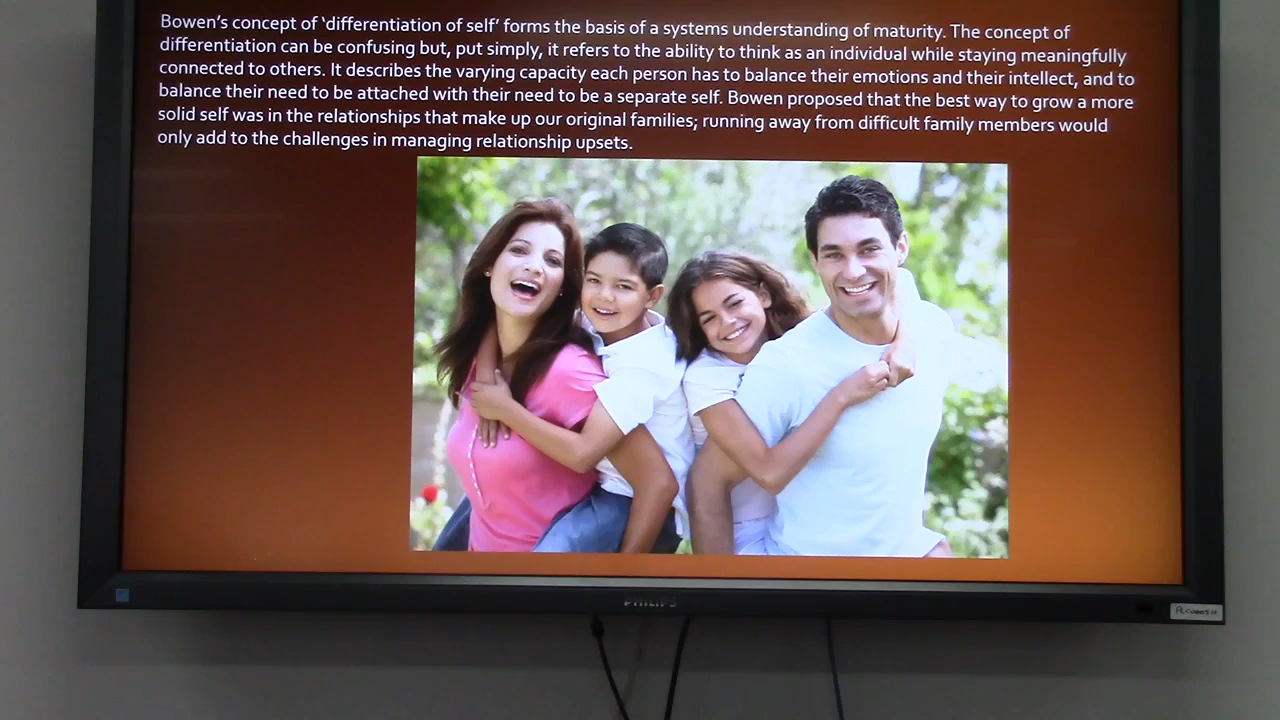 Bowen's concept of ‘differentiation of self’ forms the basis of a systems understanding of maturity. The concept of
differentiation can be confusing but, put simply, it refers to the ability to think as an individual while staying meaningfully
connected to others. It describes the varying capacity each person has to balance their emotions and their intellect, and to
balance their need to be attached with their need to be a separate self. Bowen proposed that the best way to grow a more
solid self was in the relationships that make up our original families; running away from difficult family members would
only add to the challenges in managing relationship upsets.
PHILIPS